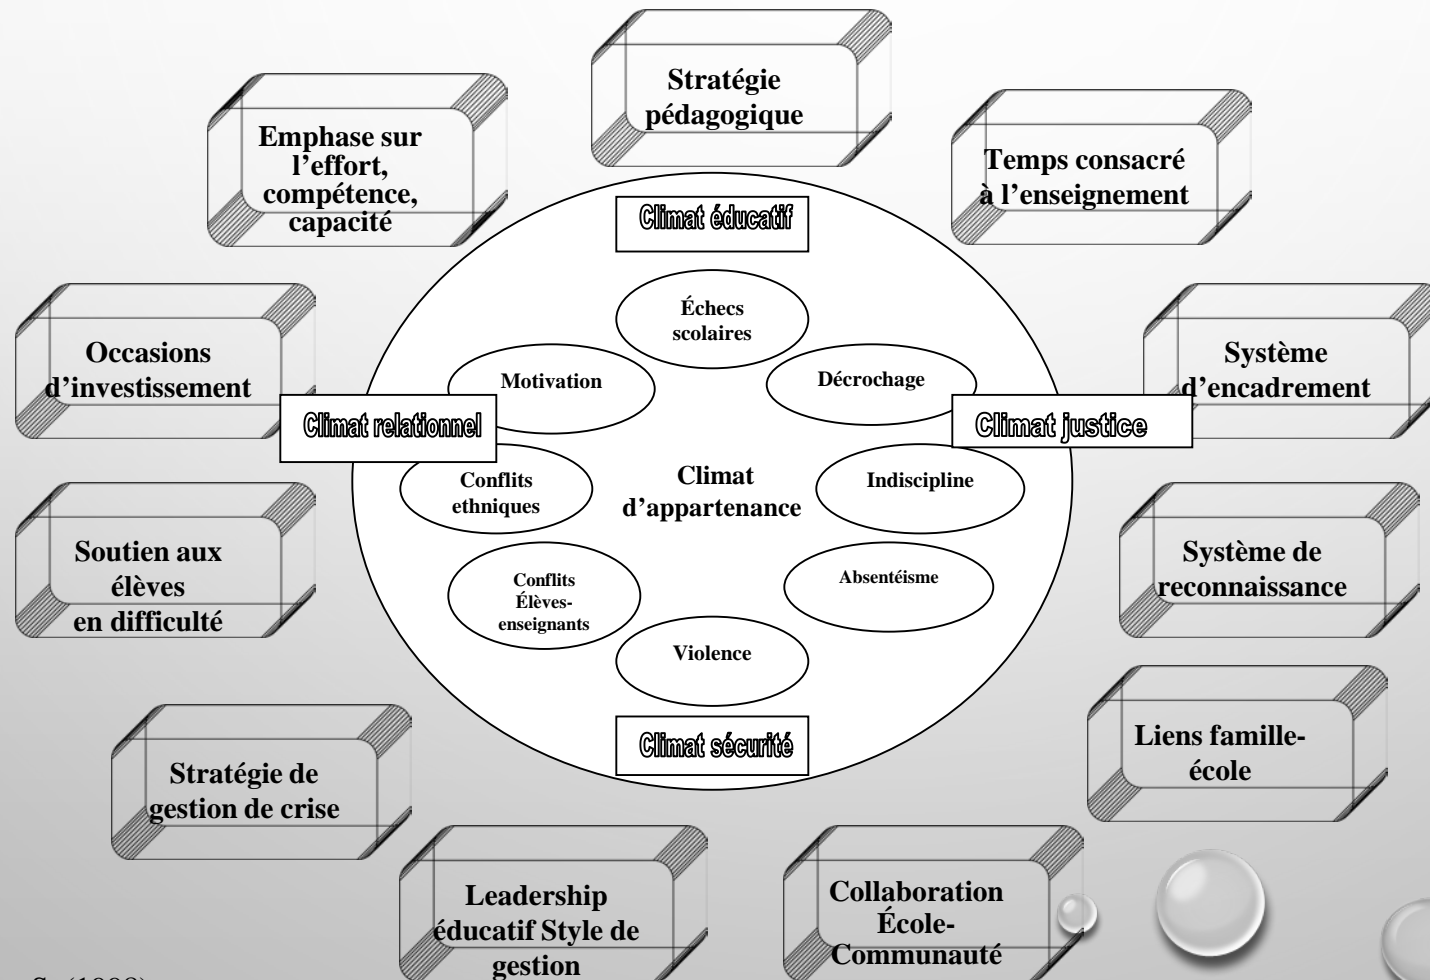 Stratégie
pédagogique
Emphase sur
l'effort,
compétence,
capacité
Temps consacré
à l'enseignement
Climat éducatif
Échecs
scolaires
Occasions
d'investissement
Motivation
Décrochage
Système
d'encadrement
Climat relationnel
Climat justice
Conflits
ethniques
Climat
d'appartenance
Indiscipline
Soutien aux
élèves
en difficulté
Conflits
Élèves-
enseignants
Absentéisme
Système de
reconnaissance
Violence
Climat sécurité
Stratégie de
gestion de crise
Liens famille-
école
Leadership
éducatif Style de
gestion
Collaboration
École-
Communauté